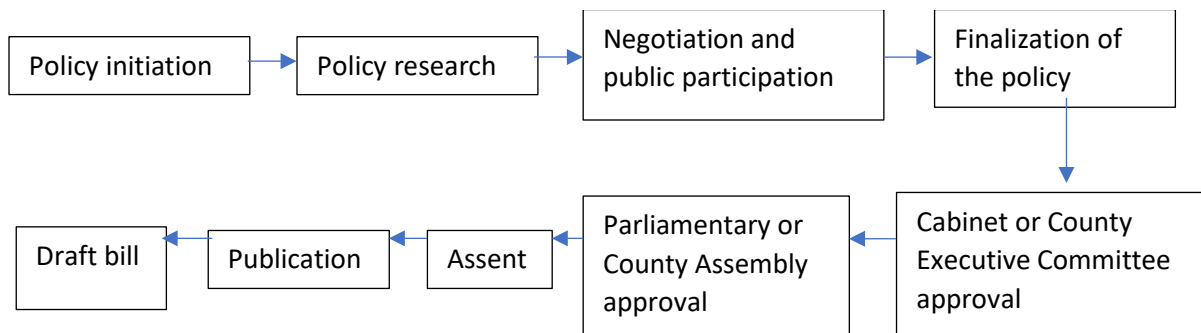 Policy initiation
Policy research
Negotiation and
public participation
Finalization of
the policy
Cabinet or County
Executive Committee
approval
Parliamentary or
County Assembly
approval
Assent
Publication
Draft bill